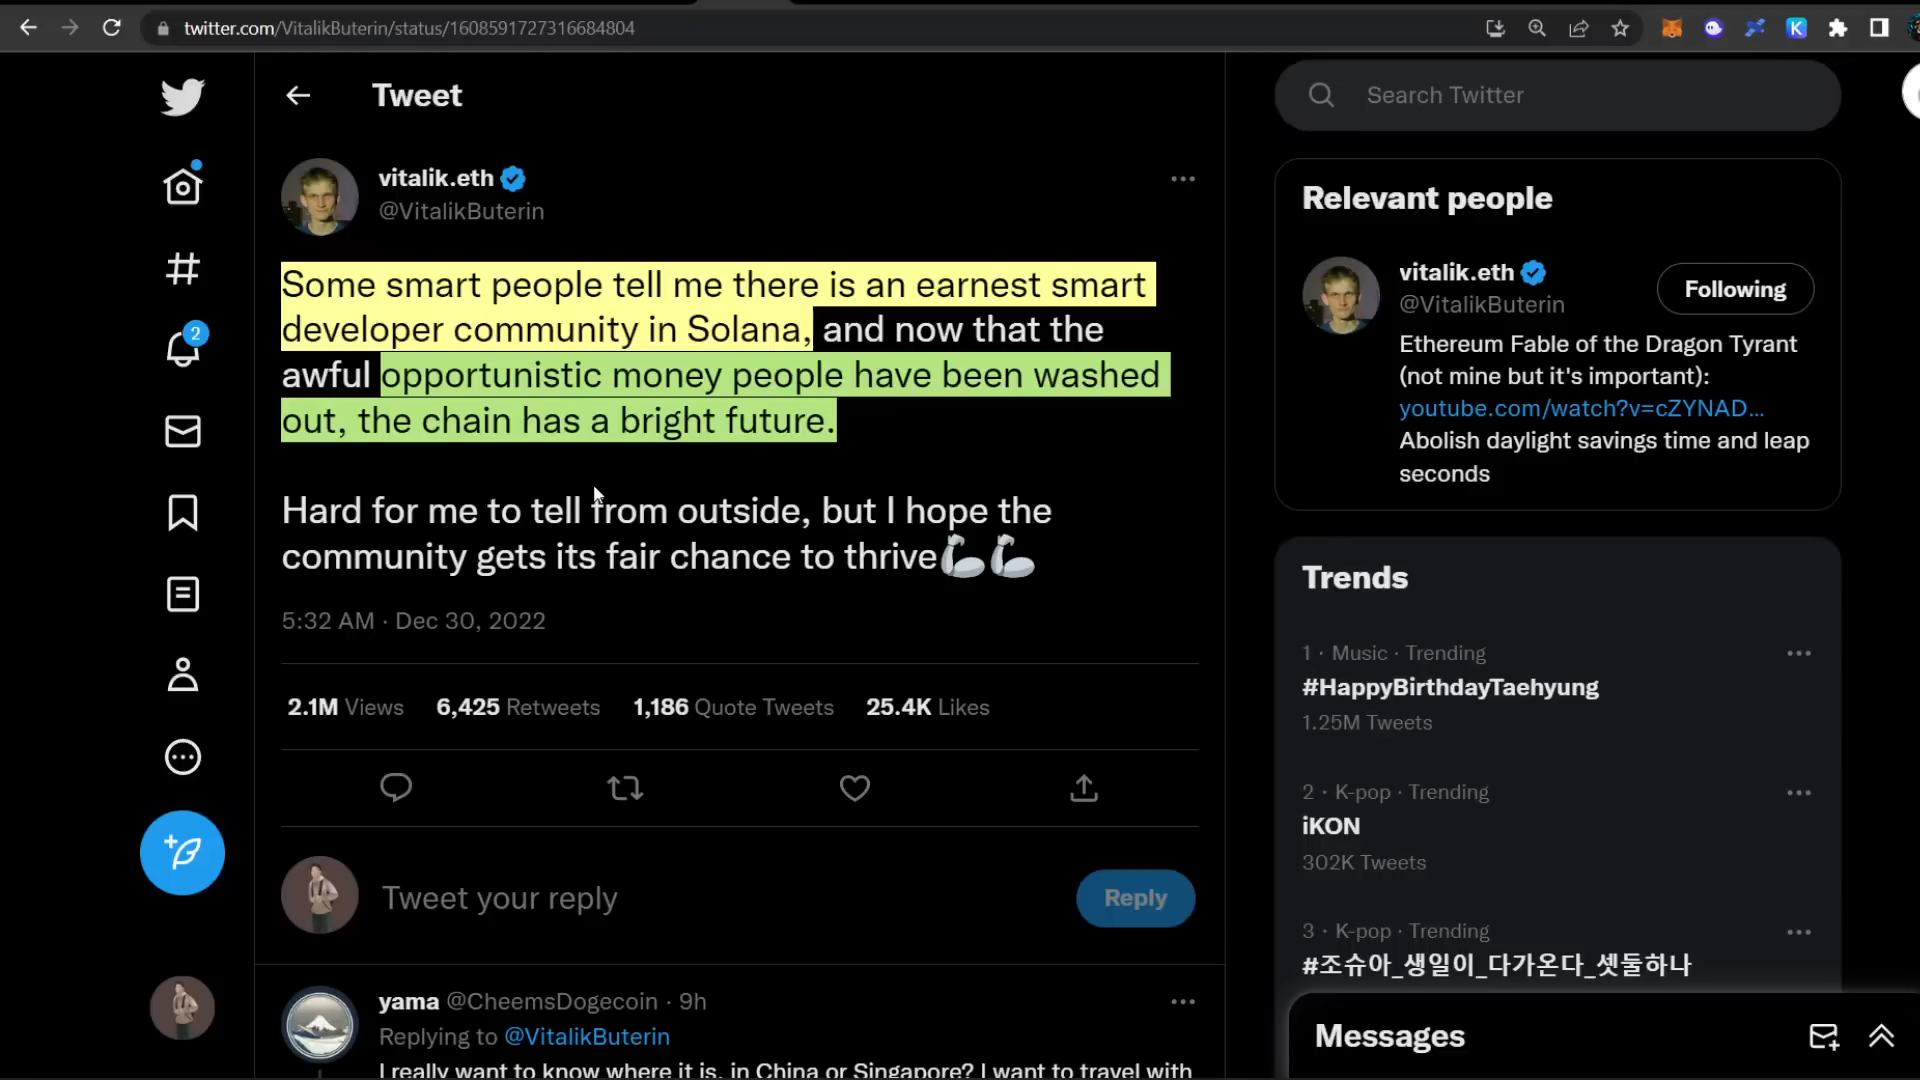 twitter.com/VitalikButerin/status/1608591727316684804
Tweet
Search Twitter
vitalik.eth
@VitalikButerin
Some smart people tell me there is an earnest smart
developer community in Solana, and now that the
awful opportunistic money people have been washed
out, the chain has a bright future.
Hard for me to tell from outside, but I hope the
community gets its fair chance to thrive💪💪
5:32 AM · Dec 30, 2022
2.1M Views 6,425 Retweets 1,186 Quote Tweets 25.4K Likes
Tweet your reply
Reply
yama @CheemsDogecoin · 9h
Replying to @VitalikButerin
I really want to know where it is, in China or Singapore? I want to travel with
2
Relevant people
vitalik.eth
@VitalikButerin
Following
Ethereum Fable of the Dragon Tyrant
(not mine but it's important):
youtube.com/watch?v=cZYNAD...
Abolish daylight savings time and leap
seconds
Trends
1 · Music · Trending
#HappyBirthdayTaehyung
1.25M Tweets
2 · K-pop · Trending
iKON
302K Tweets
3 · K-pop · Trending
#조슈아_생일이_다가온다_셋둘하나
Messages
K